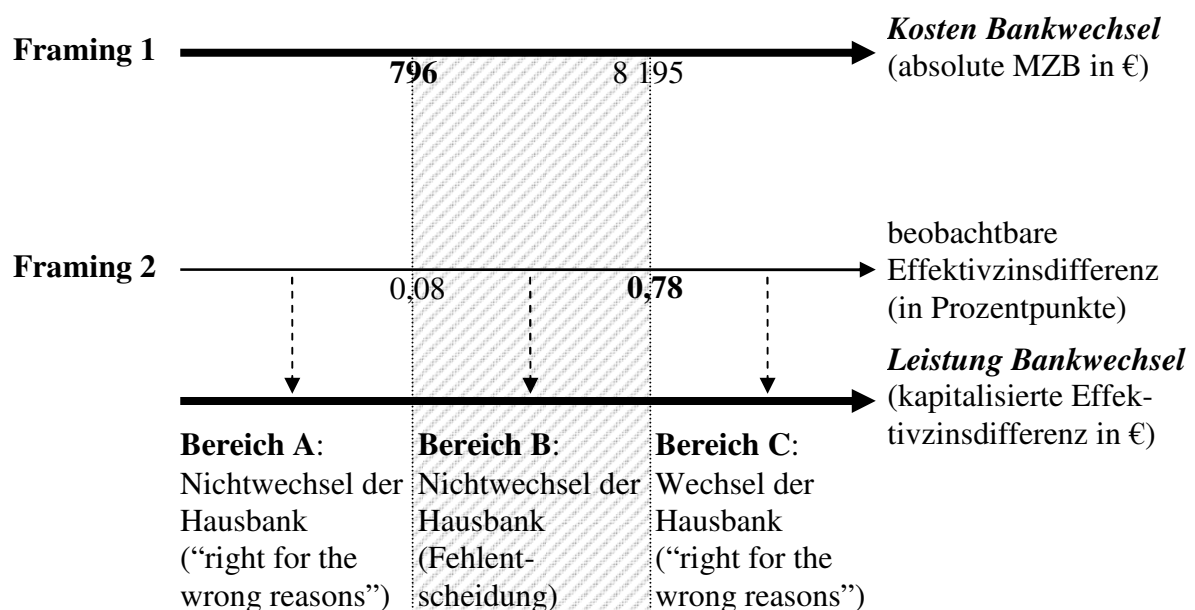 Framing 1
Kosten Bankwechsel
(absolute MZB in €)
796
8 195
Framing 2
beobachtbare
Effektivzinsdifferenz
(in Prozentpunkte)
0,08
0,78
Leistung Bankwechsel
(kapitalisierte Effek-
tivzinsdifferenz in €)
Bereich A:
Nichtwechsel der
Hausbank
(“right for the
wrong reasons”)
Bereich B:
Nichtwechsel der
Hausbank
(Fehlent-
scheidung)
Bereich C:
Wechsel der
Hausbank
(“right for the
wrong reasons”)